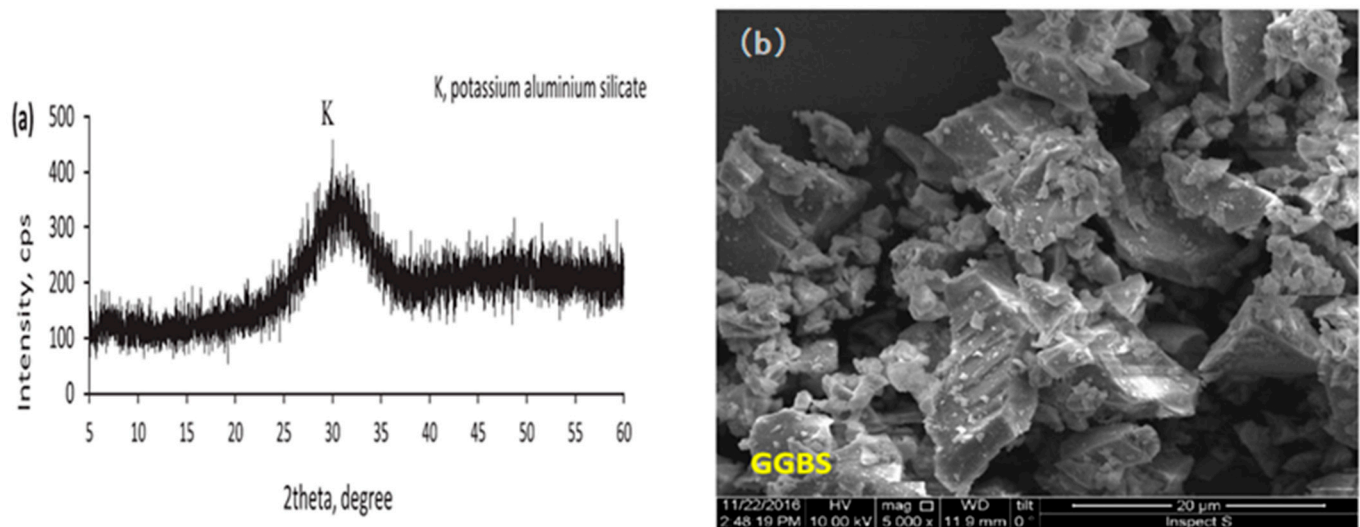 (a)
K, potassium aluminium silicate
K
Intensity, cps
500
400
300
200
100
0
5 10 15 20 25 30 35 40 45 50 55 60
2theta, degree
(b)
GGBS
11/22/2016 HV mag WD tilt 20 µm
2:48:19 PM 10.00 kV 5 000 x 11.9 mm 0° Inspect S